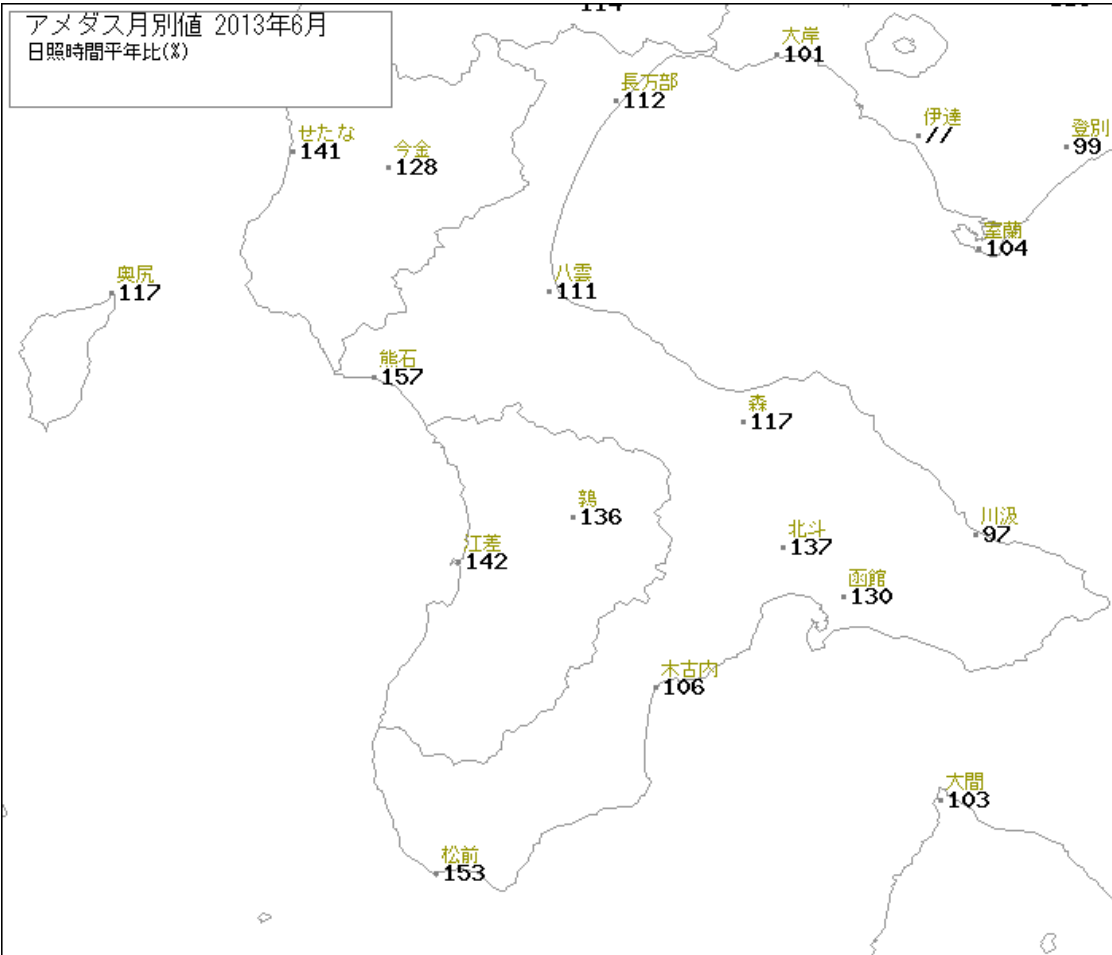 アメダス月別値 2013年6月
日照時間平年比(%)
大岸
101
長万部
112
伊達
//
登別
99
せたな
141
今金
128
室蘭
104
奥尻
117
八雲
111
熊石
157
森
117
鶉
136
江差
142
北斗
137
川汲
97
函館
130
木古内
106
大間
103
松前
153